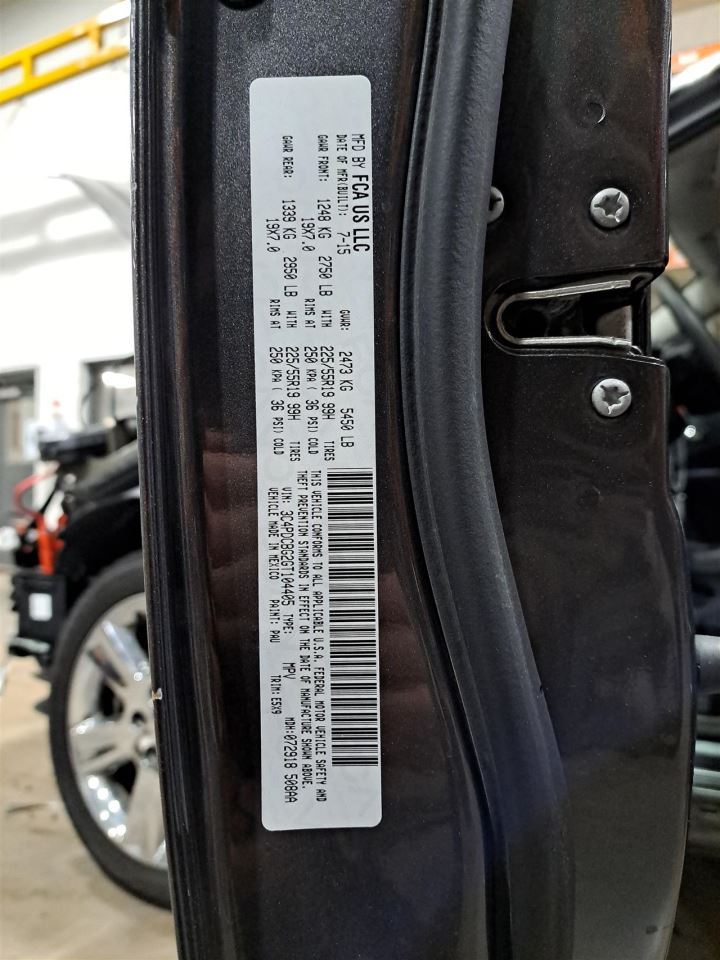 MFD BY FCA US LLC
DATE OF MFR(BUILT): 7-15 GVWR: 2473 KG 5450 LB
GAWR FRONT: 1248 KG 2750 LB WITH 225/55R19 99H TIRES
19X7.0 RIMS AT 250 KPA ( 36 PSI) COLD
GAWR REAR: 1339 KG 2950 LB WITH 225/55R19 99H TIRES
19X7.0 RIMS AT 250 KPA ( 36 PSI) COLD
THIS VEHICLE CONFORMS TO ALL APPLICABLE U.S.A. FEDERAL MOTOR VEHICLE SAFETY AND
THEFT PREVENTION STANDARDS IN EFFECT ON THE DATE OF MANUFACTURE SHOWN ABOVE.
VIN: 3C4PDCBG2GT104405 TYPE: MPV MDH:072918 508AA
VEHICLE MADE IN MEXICO PAINT: PAU TRIM:E5X9